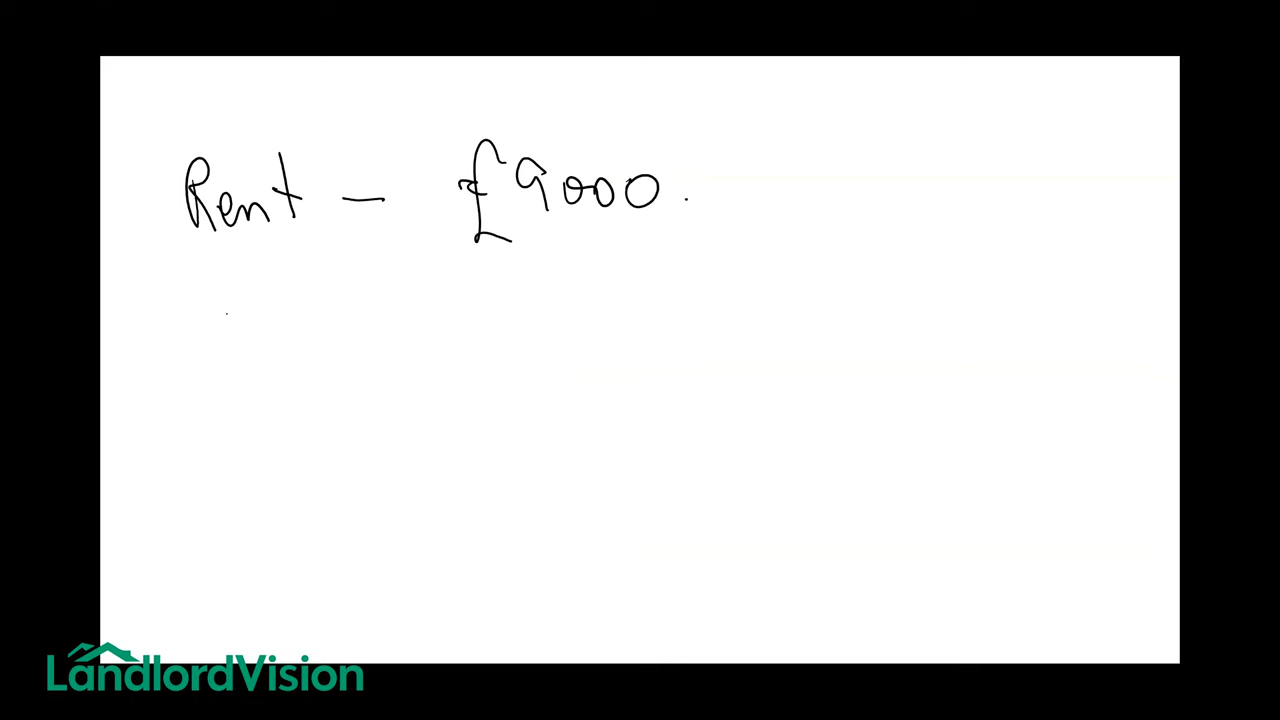 Rent — £9000.
LandlordVision